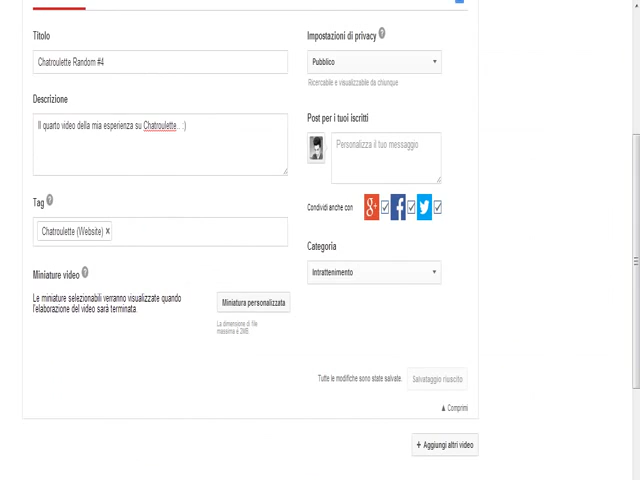 Titolo
Chatroulette Random #4
Descrizione
Il quarto video della mia esperienza su Chatroulette... :)
Tag ?
Chatroulette (Website) ×
Miniature video ?
Le miniature selezionabili verranno visualizzate quando
l'elaborazione del video sarà terminata.
Miniatura personalizzata
La dimensione di file
massima è 2MB.
Impostazioni di privacy ?
Pubblico
Ricercabile e visualizzabile da chiunque
Post per i tuoi iscritti
Personalizza il tuo messaggio
Condividi anche con
g+
f
Categoria
Intrattenimento
Tutte le modifiche sono state salvate.
Salvataggio riuscito
▲ Comprimi
+ Aggiungi altri video